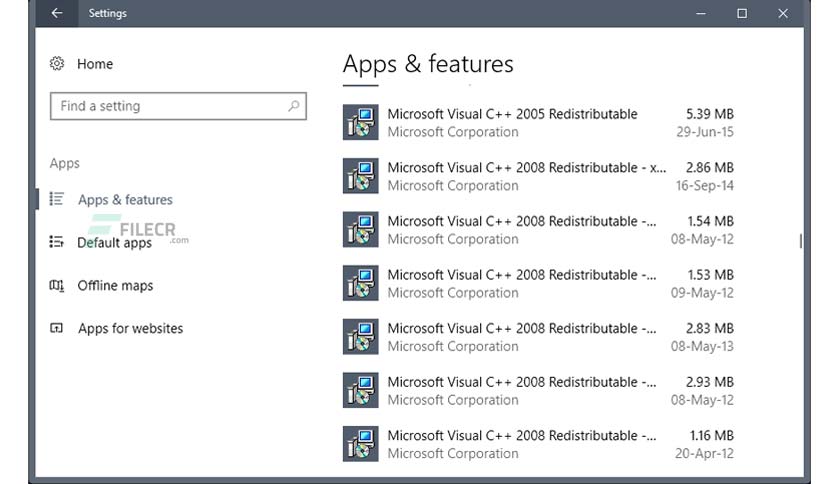 Settings
Home
Find a setting
Apps
Apps & features
FILECR
.com
Default apps
Offline maps
Apps for websites
Apps & features
Microsoft Visual C++ 2005 Redistributable 5.39 MB
Microsoft Corporation 29-Jun-15
Microsoft Visual C++ 2008 Redistributable - x... 2.86 MB
Microsoft Corporation 16-Sep-14
Microsoft Visual C++ 2008 Redistributable -... 1.54 MB
Microsoft Corporation 08-May-12
Microsoft Visual C++ 2008 Redistributable -... 1.53 MB
Microsoft Corporation 09-May-12
Microsoft Visual C++ 2008 Redistributable -... 2.83 MB
Microsoft Corporation 08-May-13
Microsoft Visual C++ 2008 Redistributable -... 2.93 MB
Microsoft Corporation 08-May-12
Microsoft Visual C++ 2008 Redistributable -... 1.16 MB
Microsoft Corporation 20-Apr-12